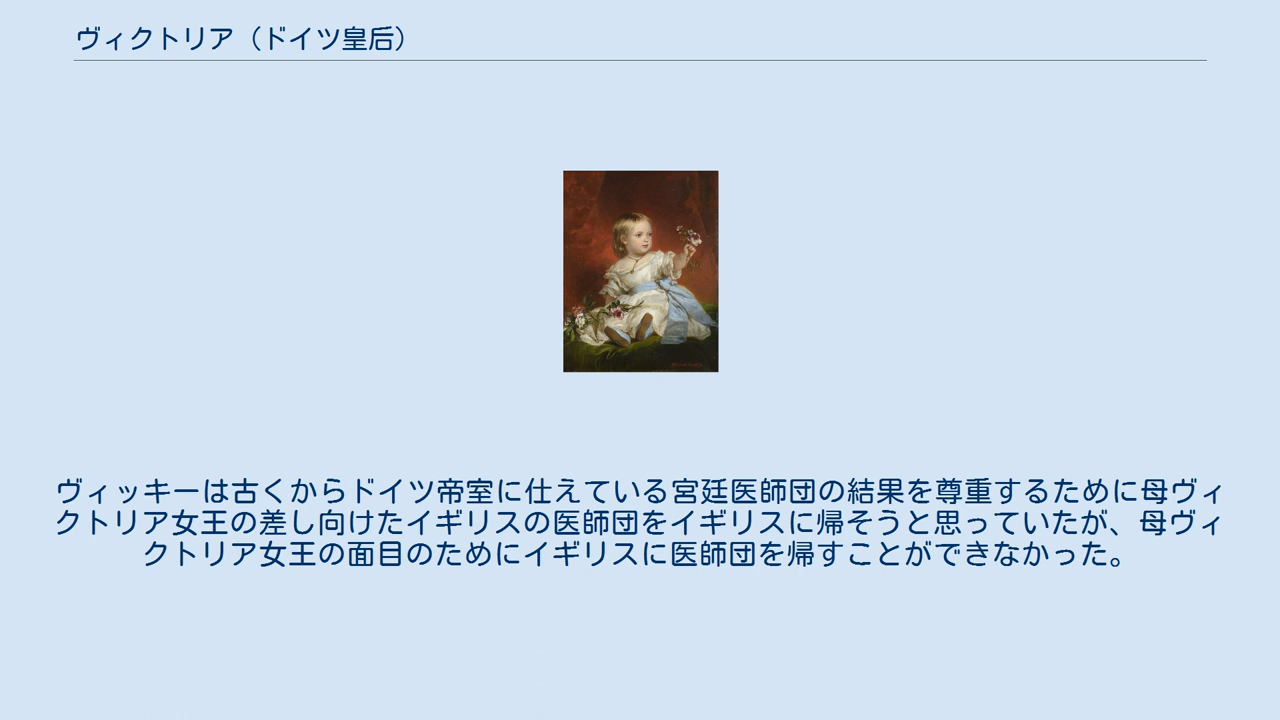 ヴィクトリア（ドイツ皇后）
ヴィッキーは古くからドイツ帝室に仕えている宮廷医師団の結果を尊重するために母ヴィ
クトリア女王の差し向けたイギリスの医師団をイギリスに帰そうと思っていたが、母ヴィ
クトリア女王の面目のためにイギリスに医師団を帰すことができなかった。